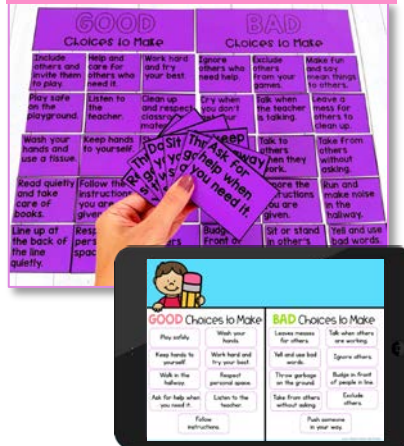 GOOD
BAD
Choices to Make
Choices to Make
Include
others and
invite them
to play.
Help and
care for
others who
need it.
Work hard
and try
your best.
Ignore
others who
need help.
Exclude
others
from your
games.
Make fun
and say
mean things
to others.
Play safe
on the
playground.
Listen to
the
teacher.
Clean up
and respect
Cry when
you don't
Talk when
the teacher
is talking.
Leave a
mess for
others to
clean up.
Wash your
hands and
use a tissue.
Keep hands
to yourself.
Talk to
others
when they
work.
Take from
others
without
asking.
Read quietly
and take
care of
books.
Follow the
instructions
you are
given.
you are
given.
Run and
make noise
in the
hallway.
Line up at
the back of
the line
quietly.
Sit or stand
in other's
Yell and use
bad words.
Ask for
help when
you need it.
GOOD Choices to Make
BAD Choices to Make
Play safely.
Wash your
hands.
Keep hands to
yourself.
Work hard and
try your best.
Walk in the
hallway.
Respect
personal space.
Ask for help when
you need it.
Listen to the
teacher.
Follow
instructions.
Leaves messes
for others.
Talk when others
are working.
Yell and use bad
words.
Ignore others.
Throw garbage
on the ground.
Budge in front
of people in line.
Take from others
without asking.
Exclude
others.
Push someone
in your way.